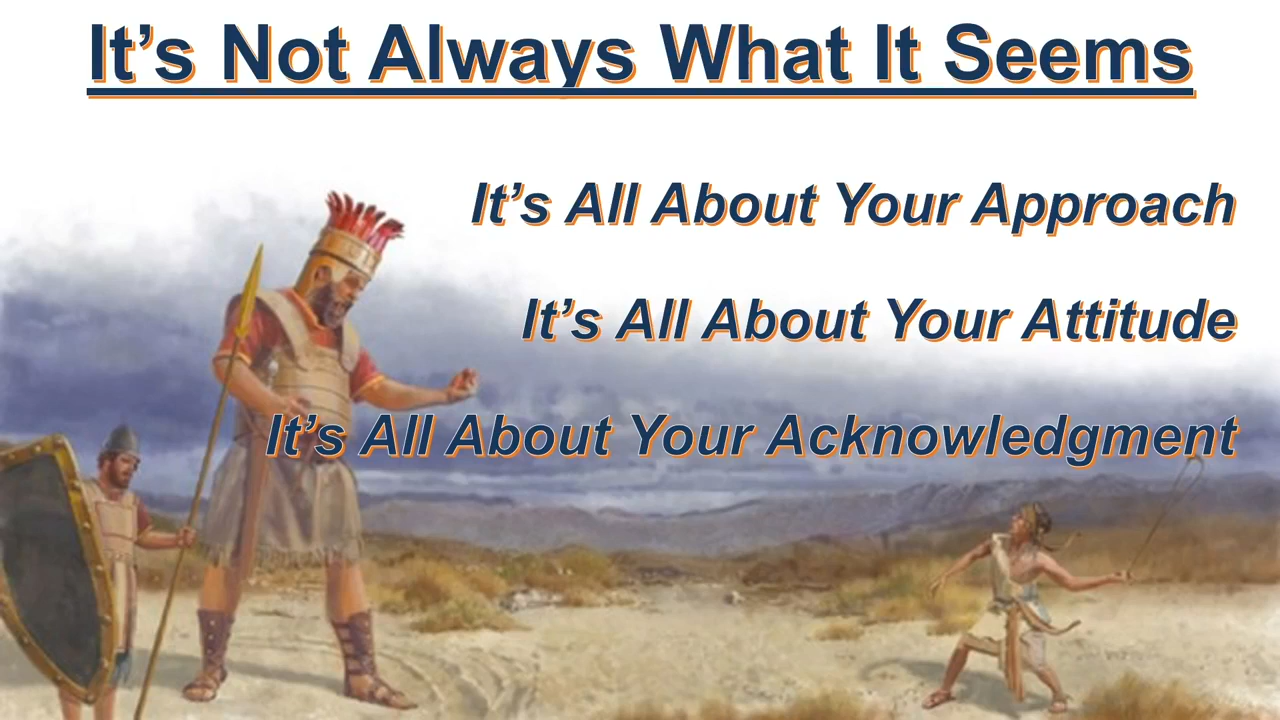 It’s Not Always What It Seems
It’s All About Your Approach
It’s All About Your Attitude
It’s All About Your Acknowledgment